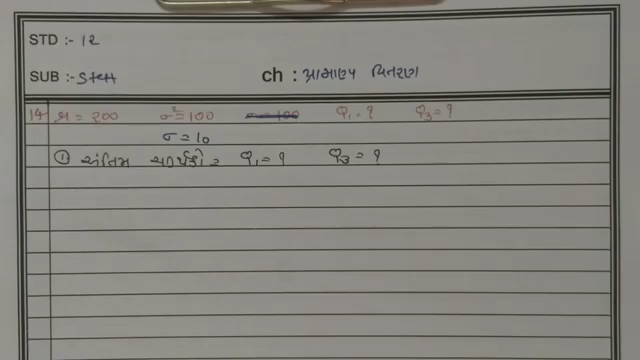 STD :- 12
SUB :- Stat ch : પ્રામાણ્ય વિતરણ
14 μ = 200 σ² = 100 Q₁ = ? Q₃ = ?
σ = 10
① અંતિમ ચતુર્થકો = Q₁ = ? Q₃ = ?